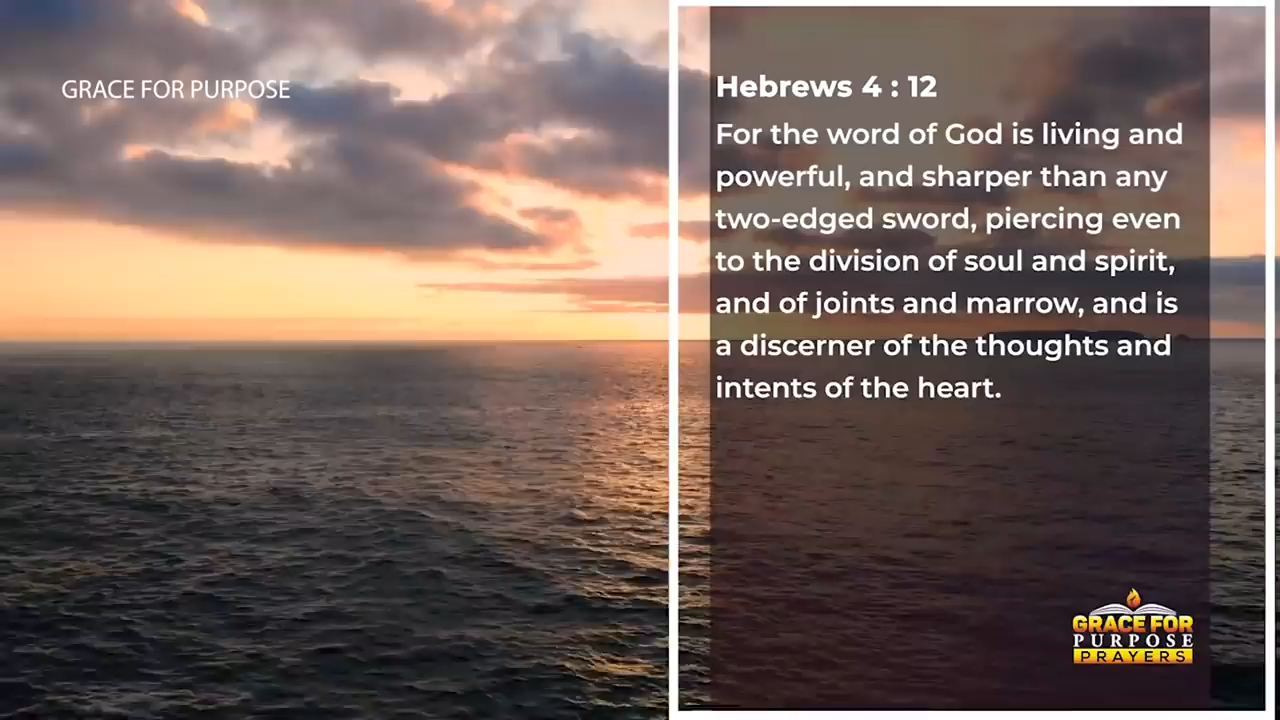 GRACE FOR PURPOSE
Hebrews 4 : 12
For the word of God is living and
powerful, and sharper than any
two-edged sword, piercing even
to the division of soul and spirit,
and of joints and marrow, and is
a discerner of the thoughts and
intents of the heart.
GRACE FOR
PURPOSE
PRAYERS